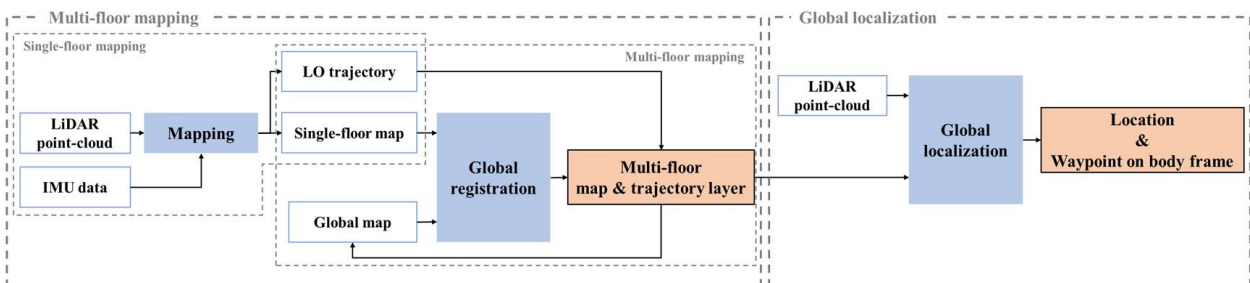 Multi-floor mapping
Single-floor mapping
LiDAR
point-cloud
IMU data
Mapping
Multi-floor mapping
LO trajectory
Single-floor map
Global map
Global
registration
Multi-floor
map & trajectory layer
Global localization
LiDAR
point-cloud
Global
localization
Location
&
Waypoint on body frame